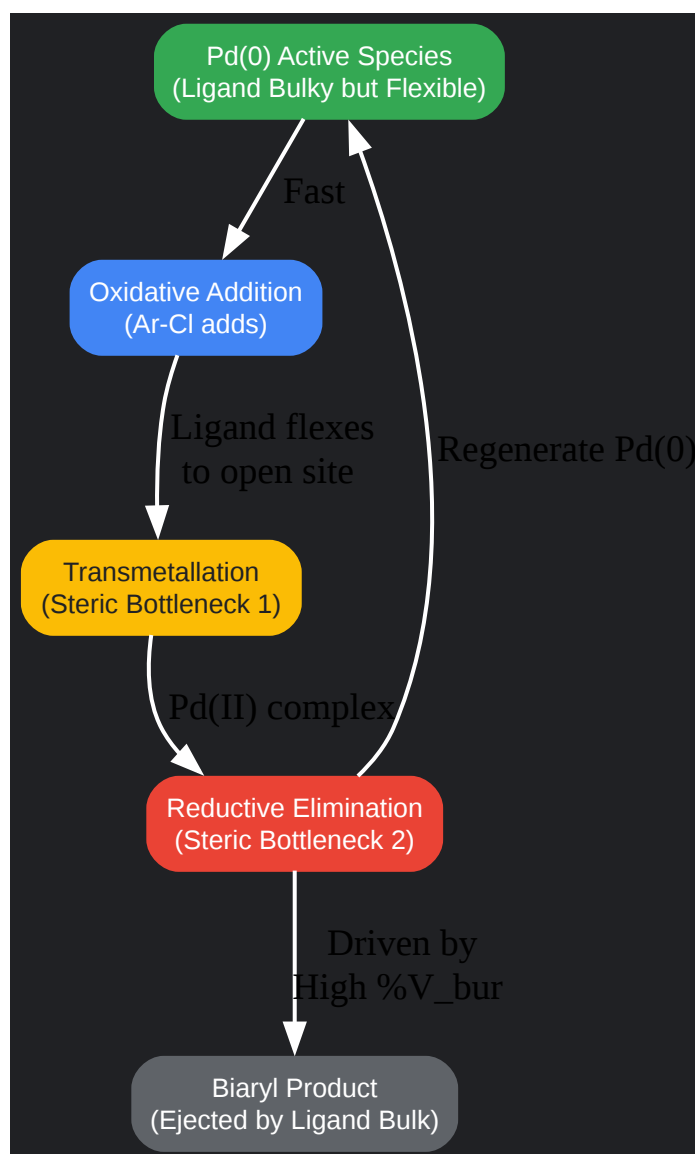 Pd(0) Active Species
(Ligand Bulky but Flexible)
Fast
Oxidative Addition
(Ar-Cl adds)
Ligand flexes
to open site
Regenerate Pd(0)
Transmetallation
(Steric Bottleneck 1)
Pd(II) complex
Reductive Elimination
(Steric Bottleneck 2)
Driven by
High %V_bur
Biaryl Product
(Ejected by Ligand Bulk)